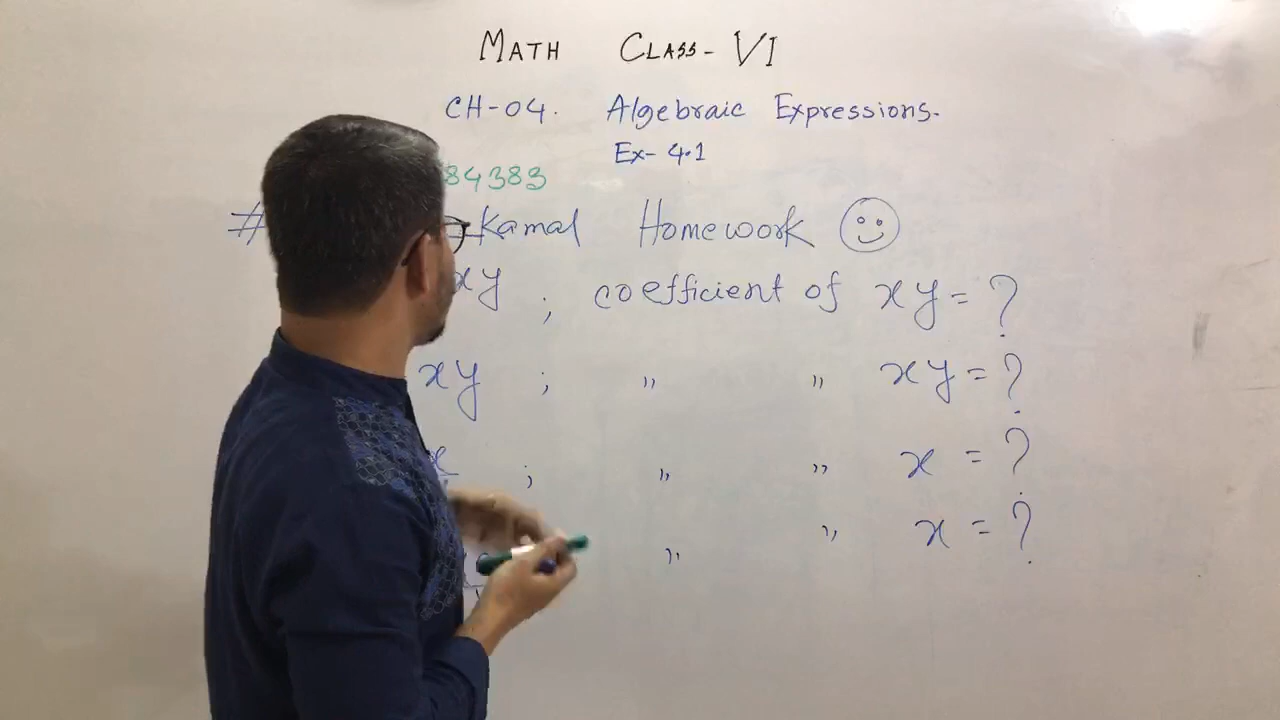 MATH CLASS-VI
CH-04. Algebraic Expressions.
Ex-4.1
84383
# Kamal Homework
xy ; coefficient of xy = ?
xy ; " " xy = ?
x ; " " x = ?
" " x = ?